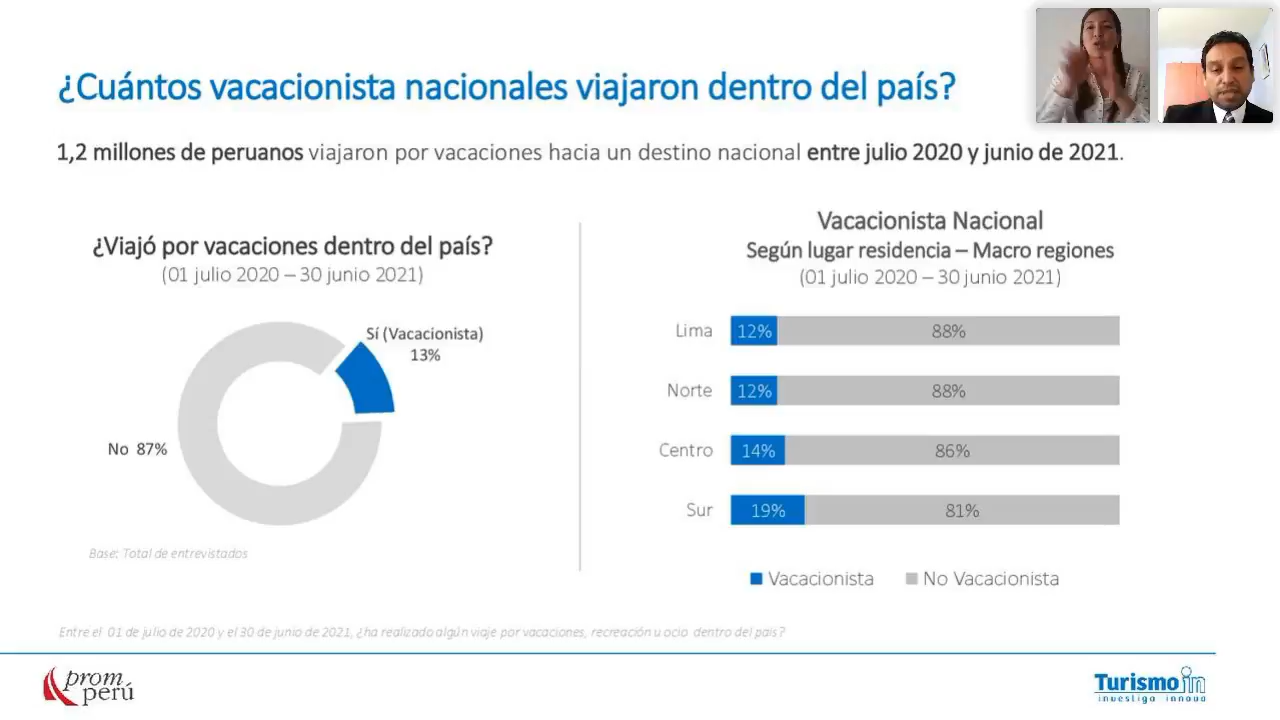 ¿Cuántos vacacionista nacionales viajaron dentro del país?
1,2 millones de peruanos viajaron por vacaciones hacia un destino nacional entre julio 2020 y junio de 2021.
¿Viajó por vacaciones dentro del país?
(01 julio 2020 – 30 junio 2021)
Sí (Vacacionista)
13%
No 87%
Base: Total de entrevistados
Vacacionista Nacional
Según lugar residencia – Macro regiones
(01 julio 2020 – 30 junio 2021)
Lima 12% 88%
Norte 12% 88%
Centro 14% 86%
Sur 19% 81%
Vacacionista No Vacacionista
Entre el 01 de julio de 2020 y el 30 de junio de 2021, ¿ha realizado algún viaje por vacaciones, recreación u ocio dentro del país?
prom
perú
Turismo in
investiga innova